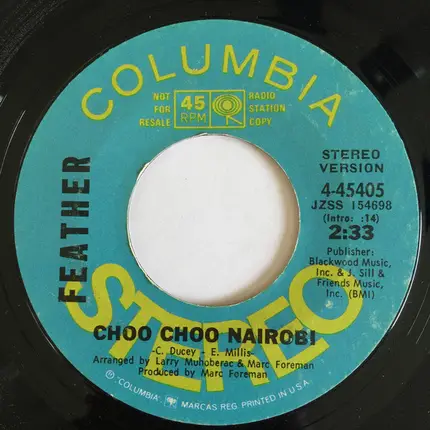 COLUMBIA
NOT FOR RESALE
45 RPM
RADIO STATION COPY
FEATHER
STEREO VERSION
4-45405
JZSS 154698
(Intro: :14)
2:33
Publisher:
Blackwood Music,
Inc. & J. Sill &
Friends Music,
Inc. (BMI)
STEREO
CHOO CHOO NAIROBI
-C. Ducey - E. Millis-
Arranged by Larry Muhoberac & Marc Foreman
Produced by Marc Foreman
® "COLUMBIA", MARCAS REG. PRINTED IN U.S.A.